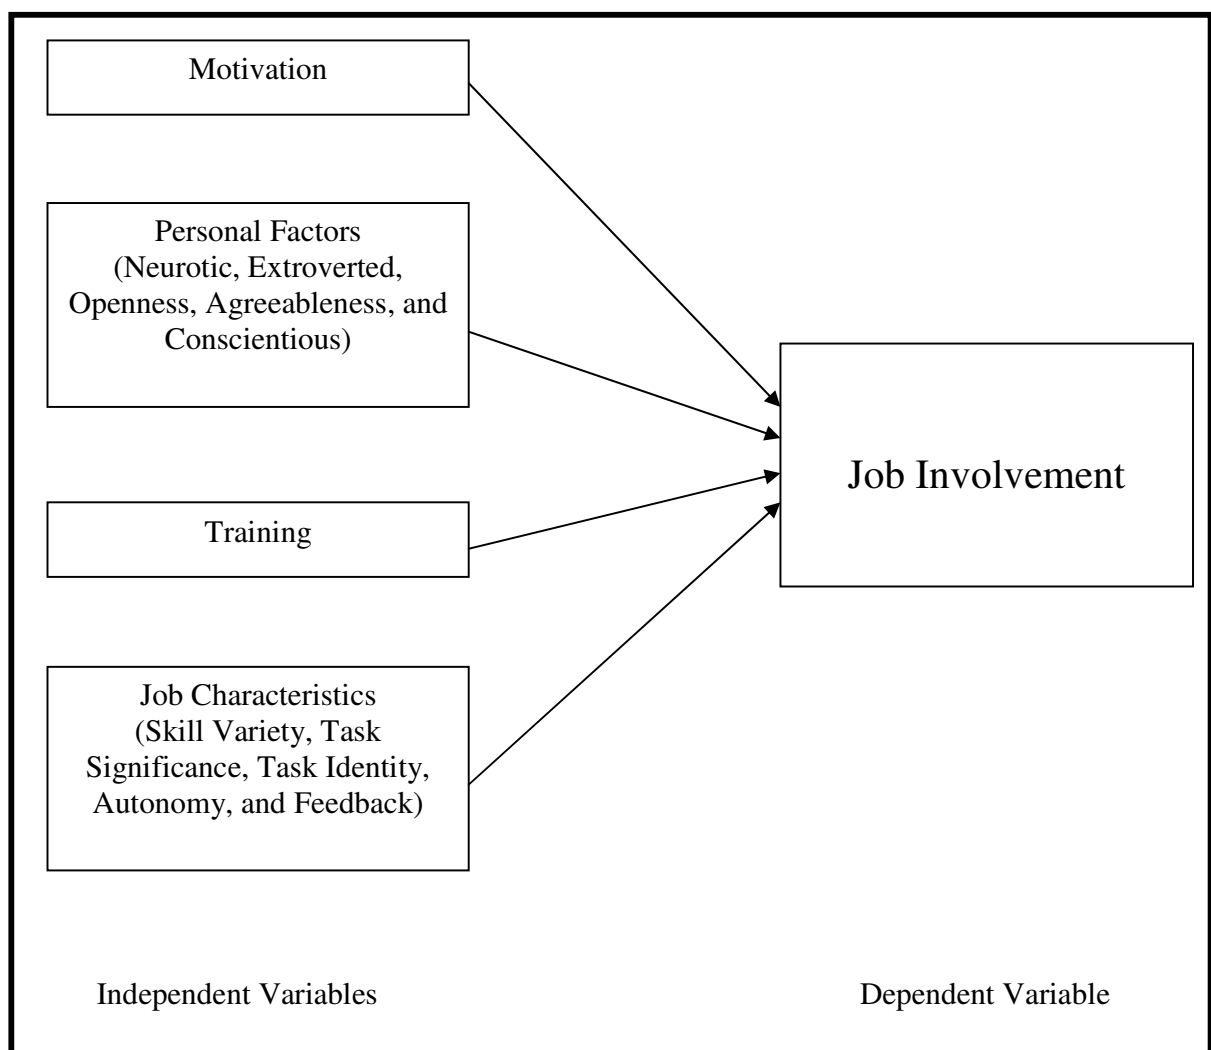 Motivation
Personal Factors
(Neurotic, Extroverted,
Openness, Agreeableness, and
Conscientious)
Job Involvement
Training
Job Characteristics
(Skill Variety, Task
Significance, Task Identity,
Autonomy, and Feedback)
Independent Variables
Dependent Variable